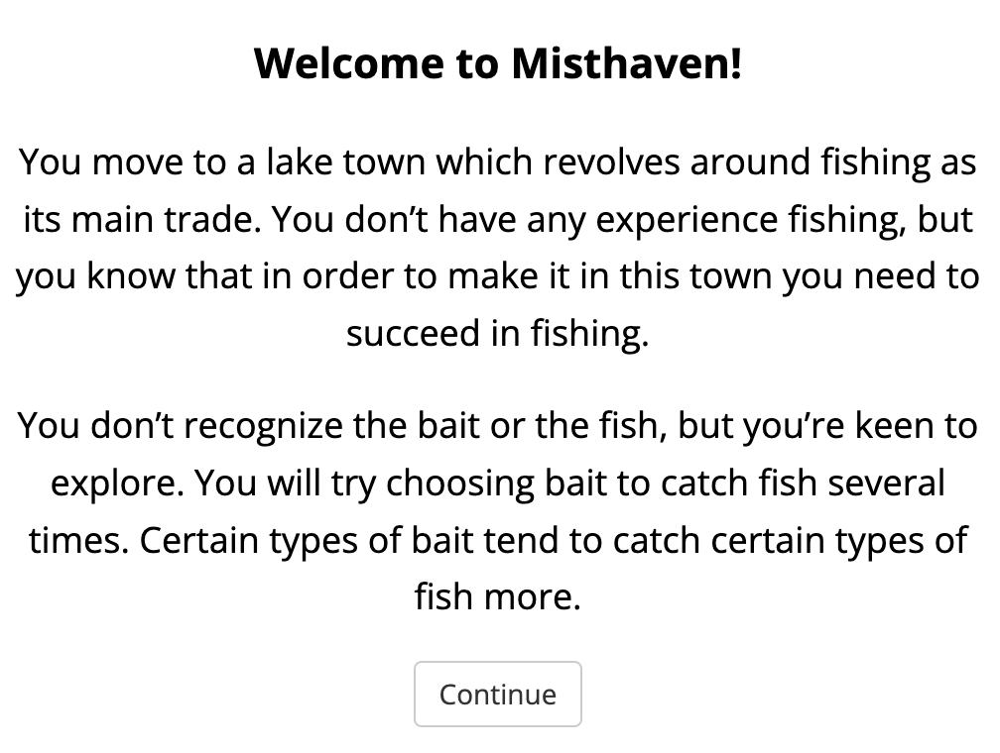 Welcome to Misthaven!
You move to a lake town which revolves around fishing as
its main trade. You don’t have any experience fishing, but
you know that in order to make it in this town you need to
succeed in fishing.
You don’t recognize the bait or the fish, but you’re keen to
explore. You will try choosing bait to catch fish several
times. Certain types of bait tend to catch certain types of
fish more.
Continue